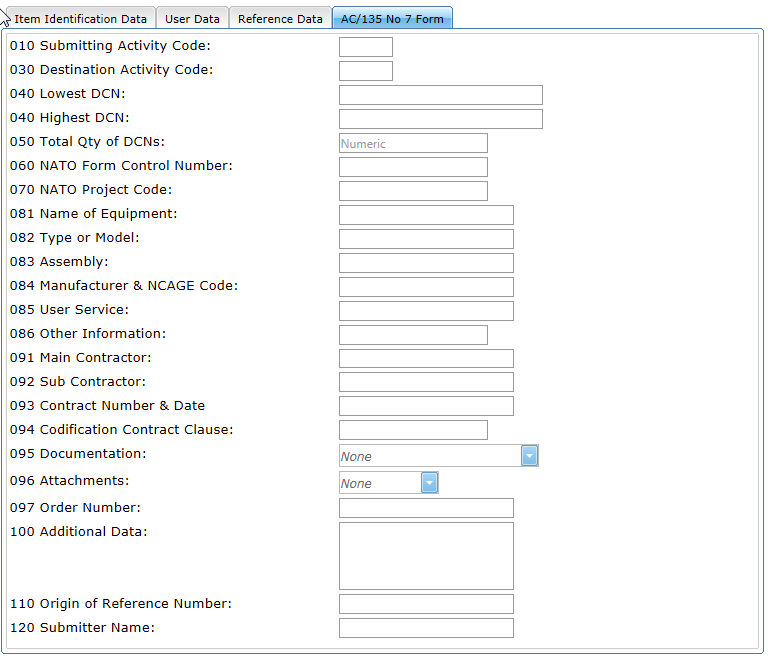 Item Identification Data User Data Reference Data AC/135 No 7 Form
010 Submitting Activity Code:
030 Destination Activity Code:
040 Lowest DCN:
040 Highest DCN:
050 Total Qty of DCNs: Numeric
060 NATO Form Control Number:
070 NATO Project Code:
081 Name of Equipment:
082 Type or Model:
083 Assembly:
084 Manufacturer & NCAGE Code:
085 User Service:
086 Other Information:
091 Main Contractor:
092 Sub Contractor:
093 Contract Number & Date
094 Codification Contract Clause:
095 Documentation: None
096 Attachments: None
097 Order Number:
100 Additional Data:
110 Origin of Reference Number:
120 Submitter Name: